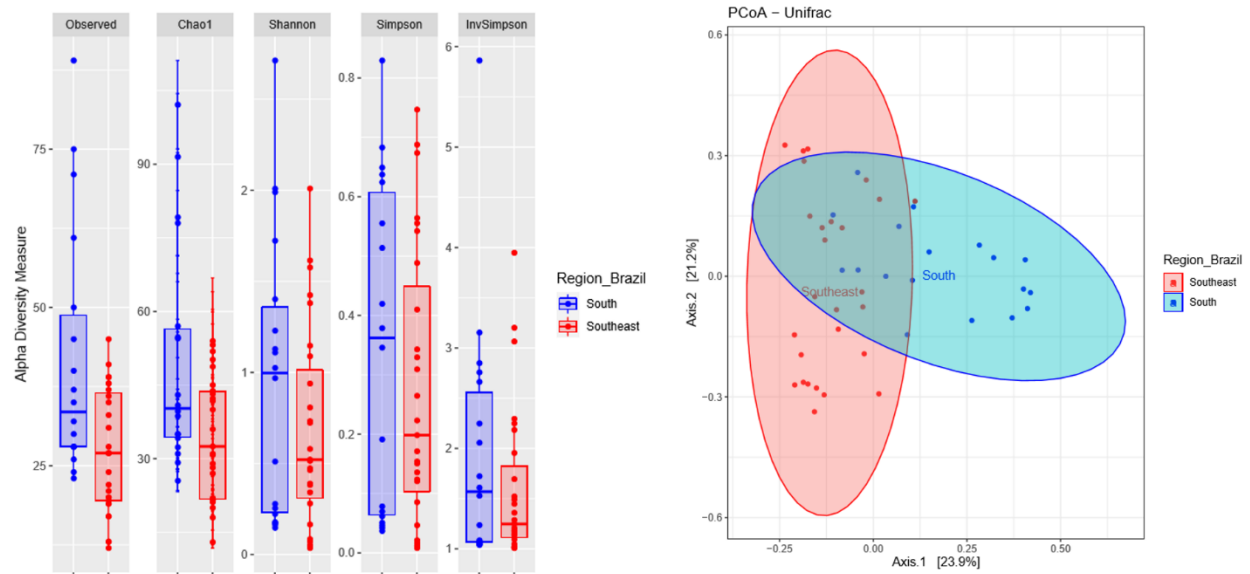 Observed Chao1 Shannon Simpson InvSimpson
Alpha Diversity Measure
75
50
25
90
60
30
2
1
0
0.8
0.6
0.4
0.2
0.0
6
5
4
3
2
1
Region_Brazil
South
Southeast
PCoA − Unifrac
0.6
0.3
0.0
−0.3
−0.6
Axis.2 [21.2%]
South
Southeast
−0.25 0.00 0.25 0.50
Axis.1 [23.9%]
Region_Brazil
Southeast
South